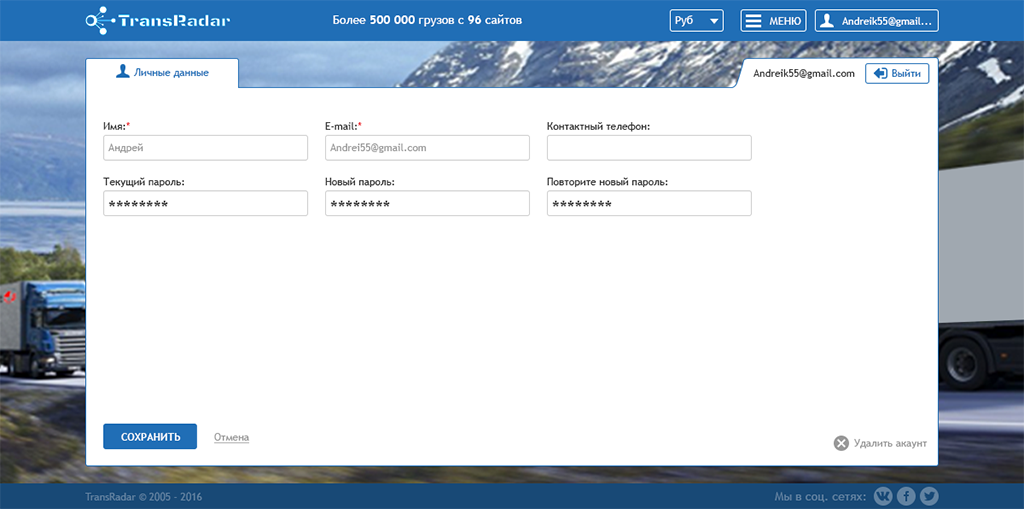 TransRadar
Более 500 000 грузов с 96 сайтов
Руб
МЕНЮ
Andreik55@gmail...
Личные данные
Andreik55@gmail.com
Выйти
Имя:*
E-mail:*
Контактный телефон:
Андрей
Andrei55@gmail.com
Текущий пароль:
Новый пароль:
Повторите новый пароль:
********
********
********
СОХРАНИТЬ
Отмена
Удалить акаунт
TransRadar © 2005 - 2016
Мы в соц. сетях: